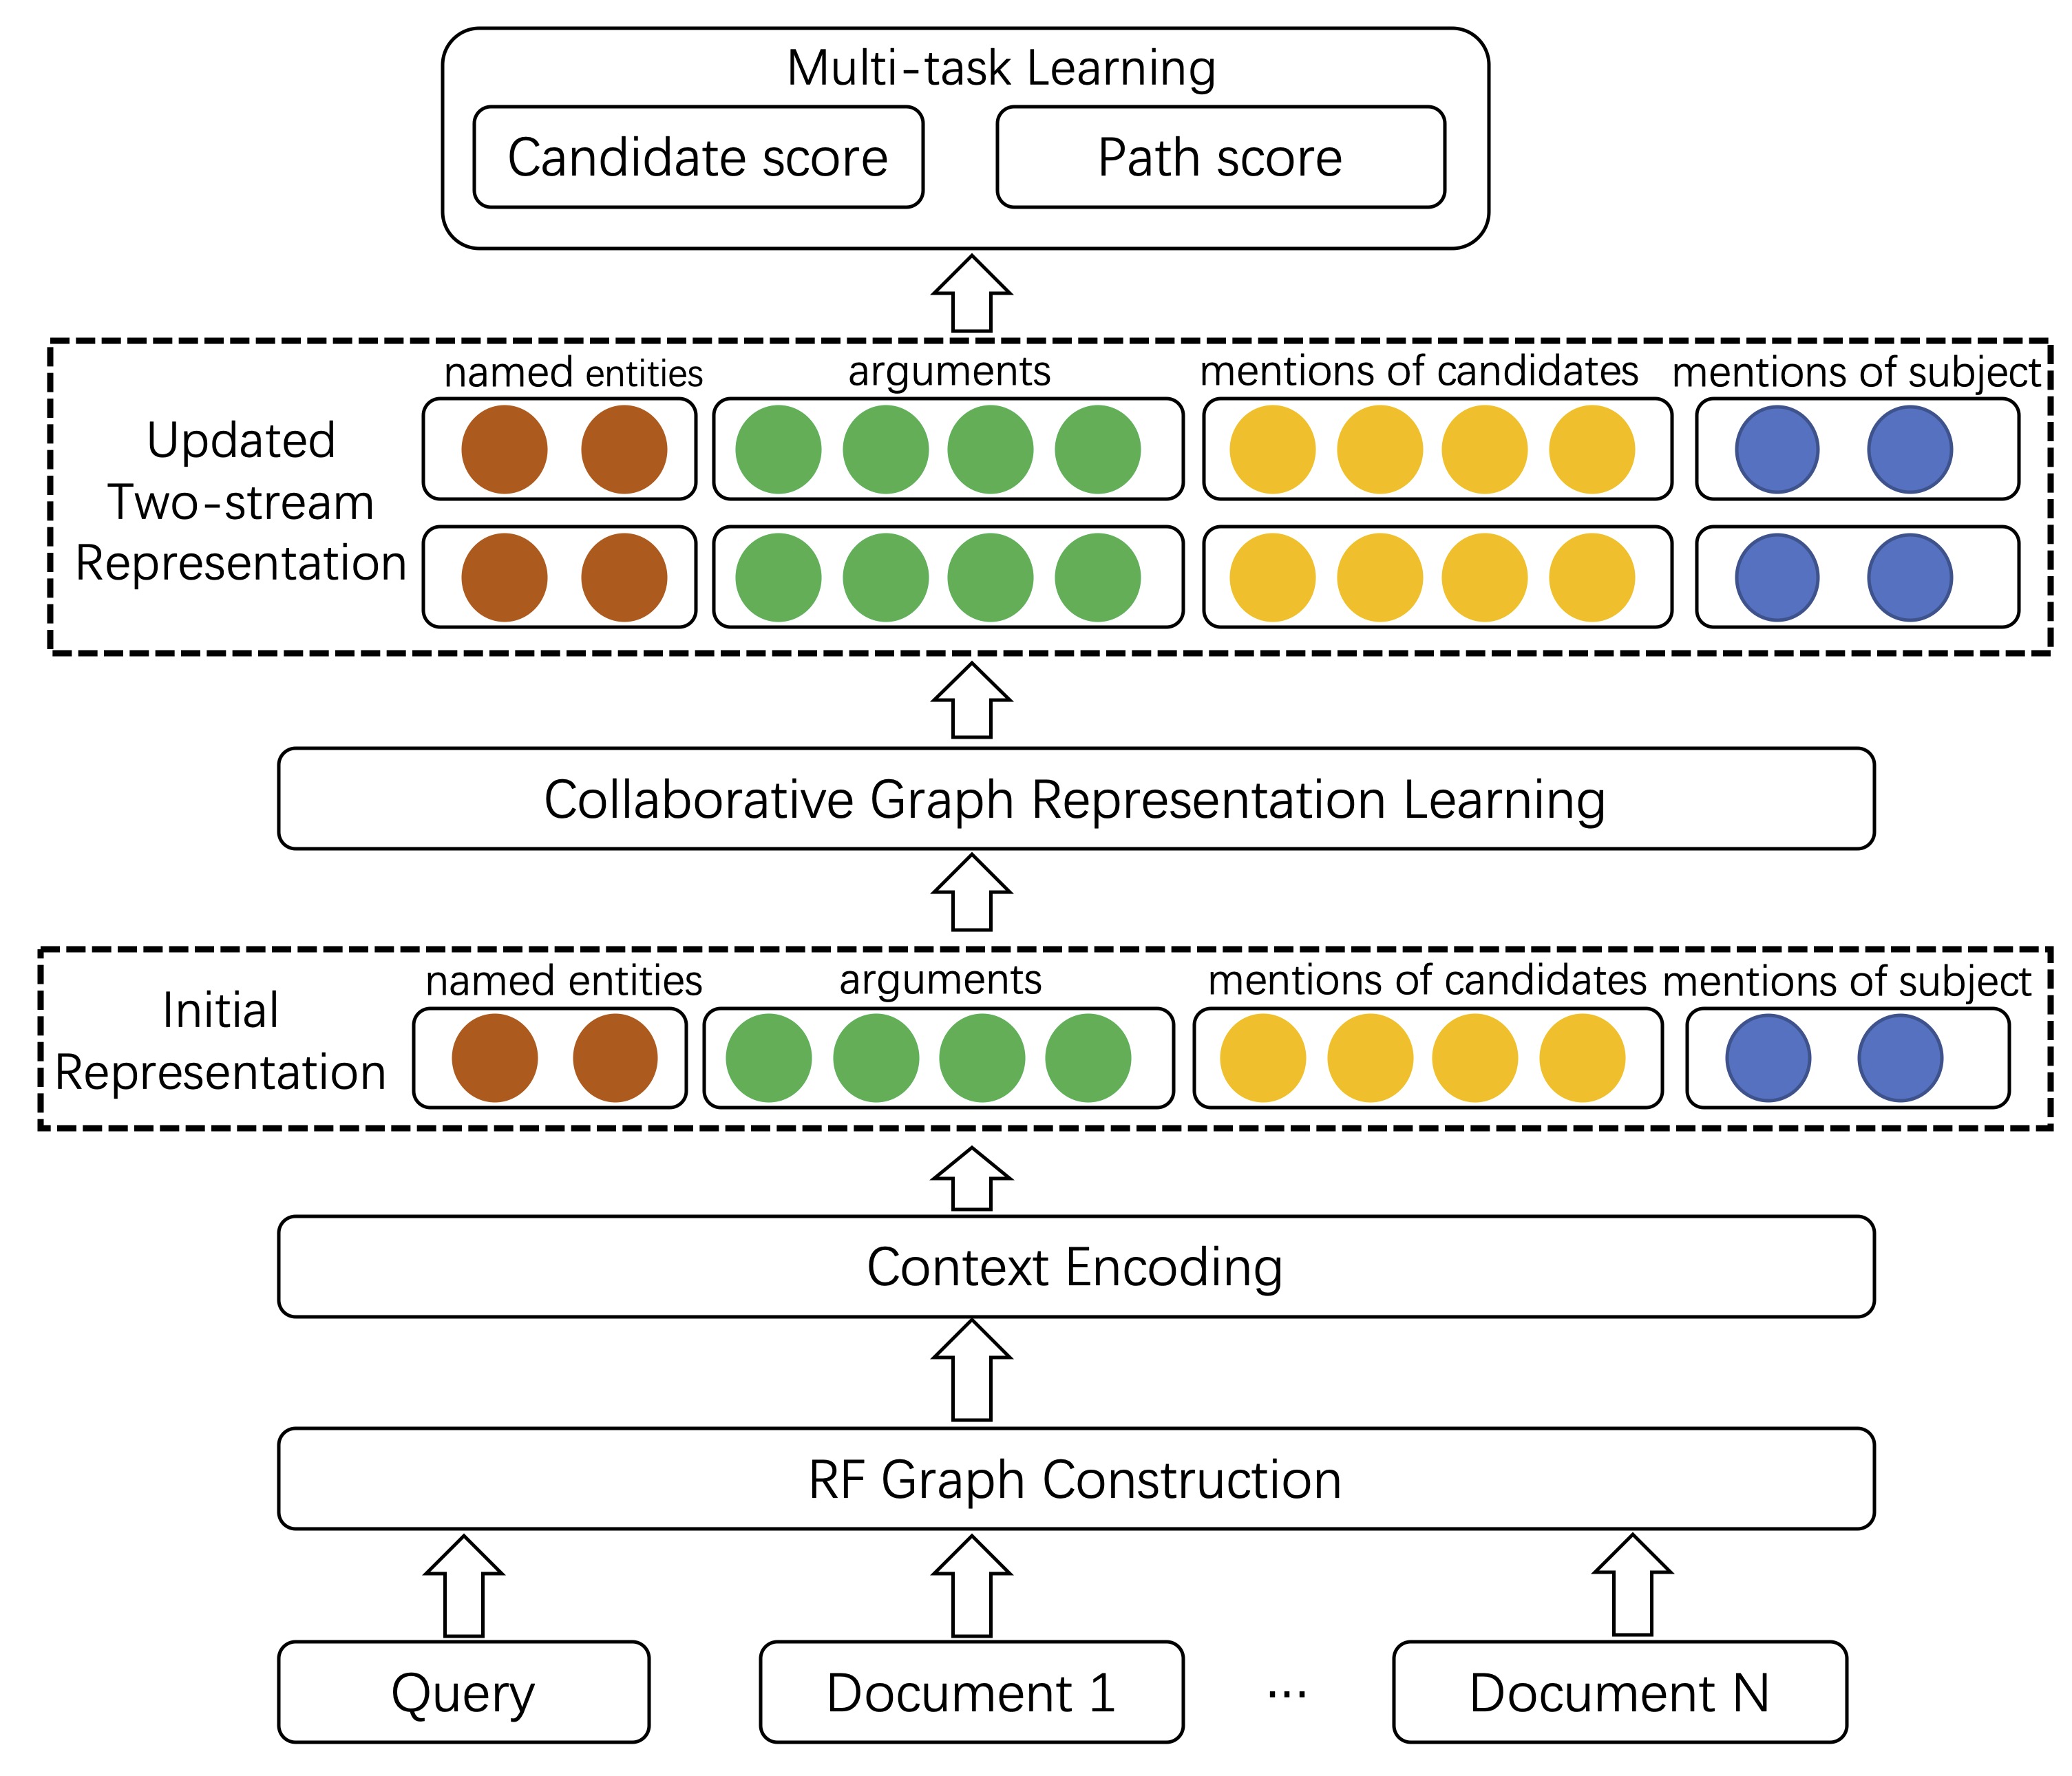 Multi-task Learning
Candidate score
Path score
named entities
arguments
mentions of candidates
mentions of subject
Updated
Two-stream
Representation
Collaborative Graph Representation Learning
named entities
arguments
mentions of candidates
mentions of subject
Initial
Representation
Context Encoding
RF Graph Construction
Query
Document 1
...
Document N